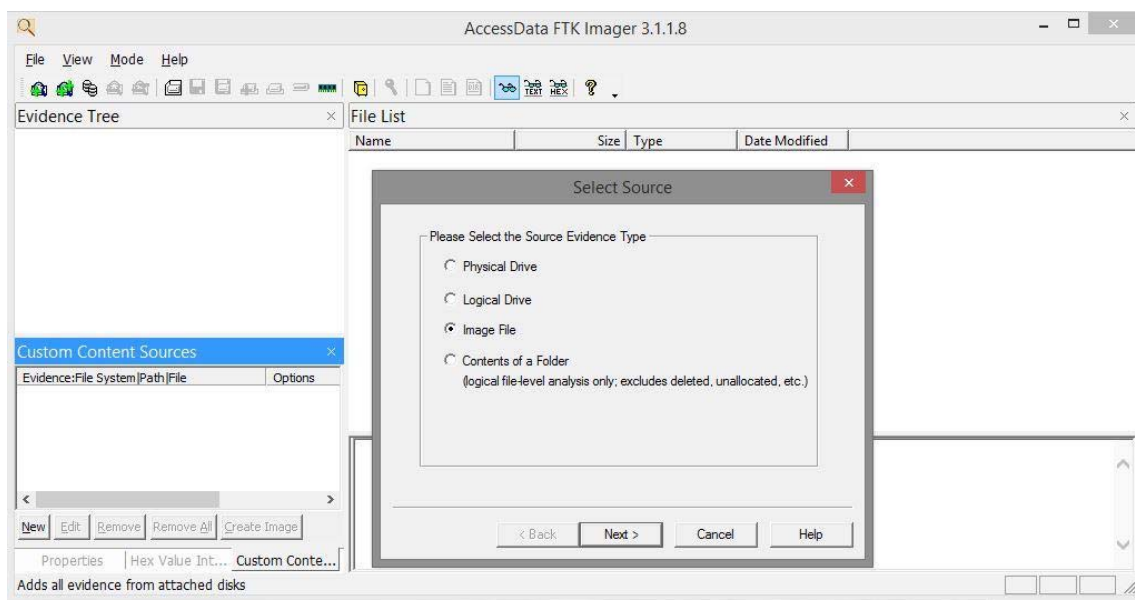 AccessData FTK Imager 3.1.1.8
File View Mode Help
TEXT HEX
Evidence Tree
File List
Name Size Type Date Modified
Select Source
Please Select the Source Evidence Type
Physical Drive
Logical Drive
Image File
Contents of a Folder
(logical file-level analysis only; excludes deleted, unallocated, etc.)
Custom Content Sources
Evidence:File System|Path|File Options
New Edit Remove Remove All Create Image
< Back Next > Cancel Help
Properties Hex Value Int... Custom Conte...
Adds all evidence from attached disks